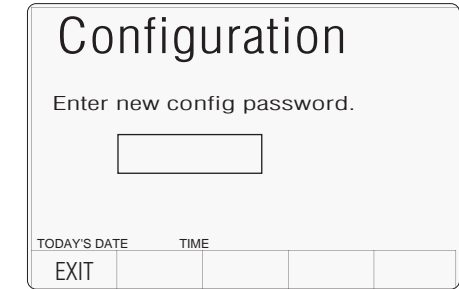 Configuration
Enter new config password.
TODAY'S DATE TIME
EXIT